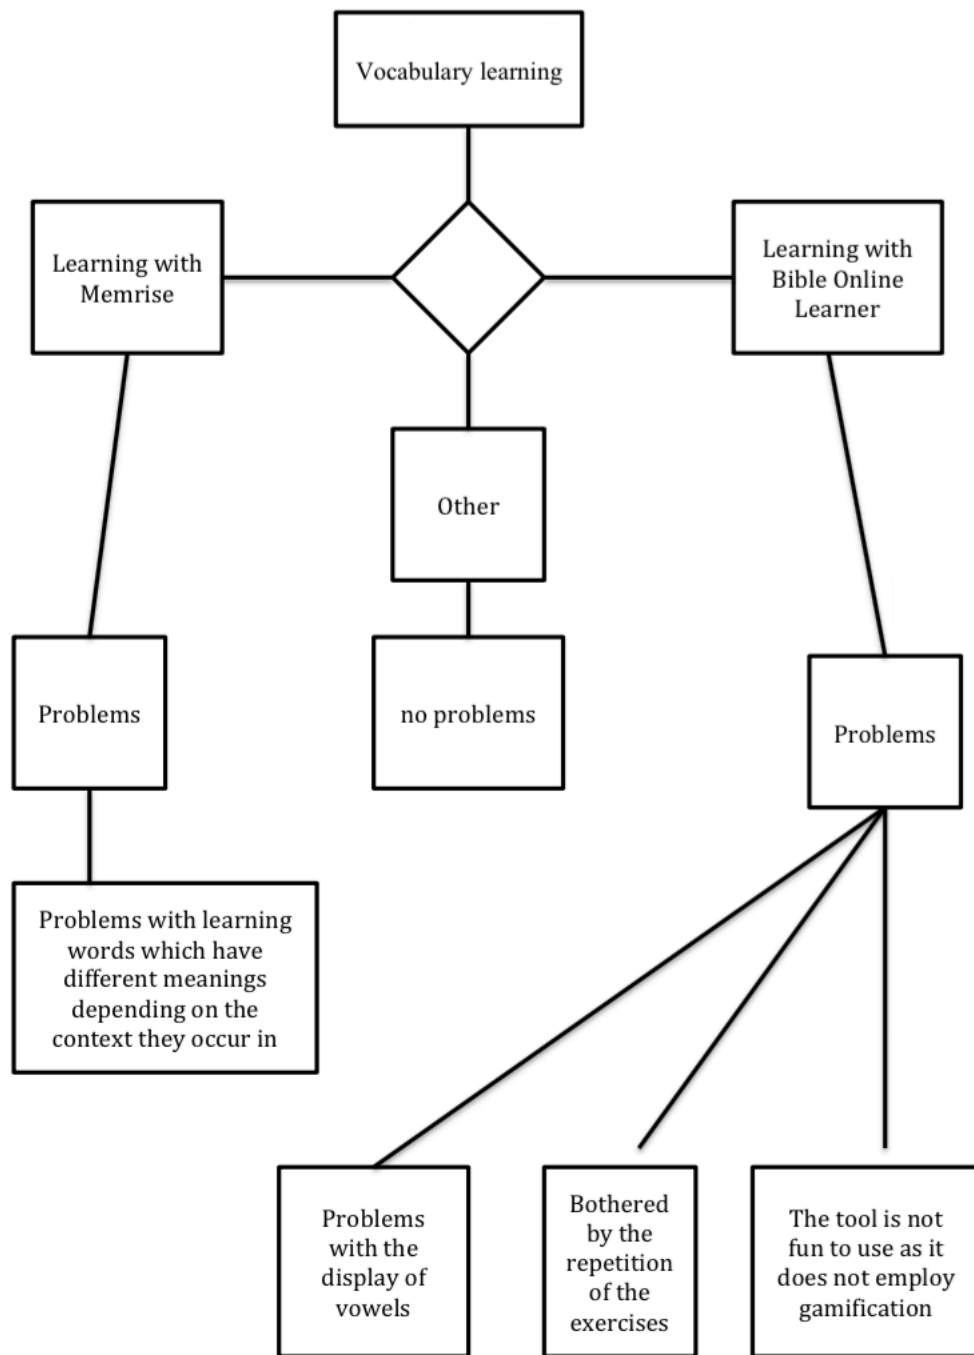 Vocabulary learning
Learning with
Memrise
Learning with
Bible Online
Learner
Other
Problems
no problems
Problems
Problems with learning
words which have
different meanings
depending on the
context they occur in
Problems
with the
display of
vowels
Bothered
by the
repetition
of the
exercises
The tool is not
fun to use as it
does not employ
gamification